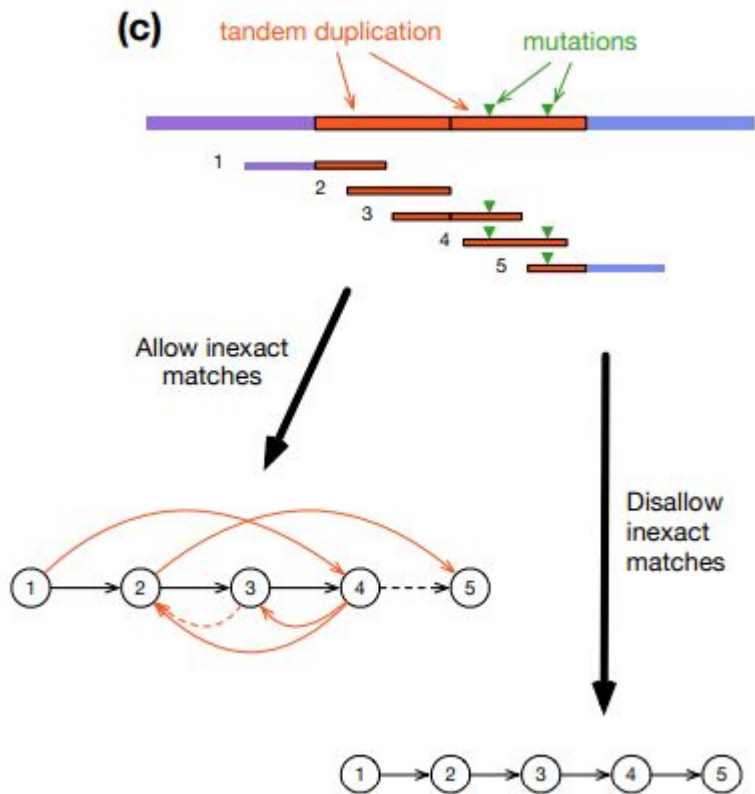 (c)
tandem duplication
mutations
1
2
3
4
5
Allow inexact
matches
Disallow
inexact
matches
1 2 3 4 5
1 2 3 4 5